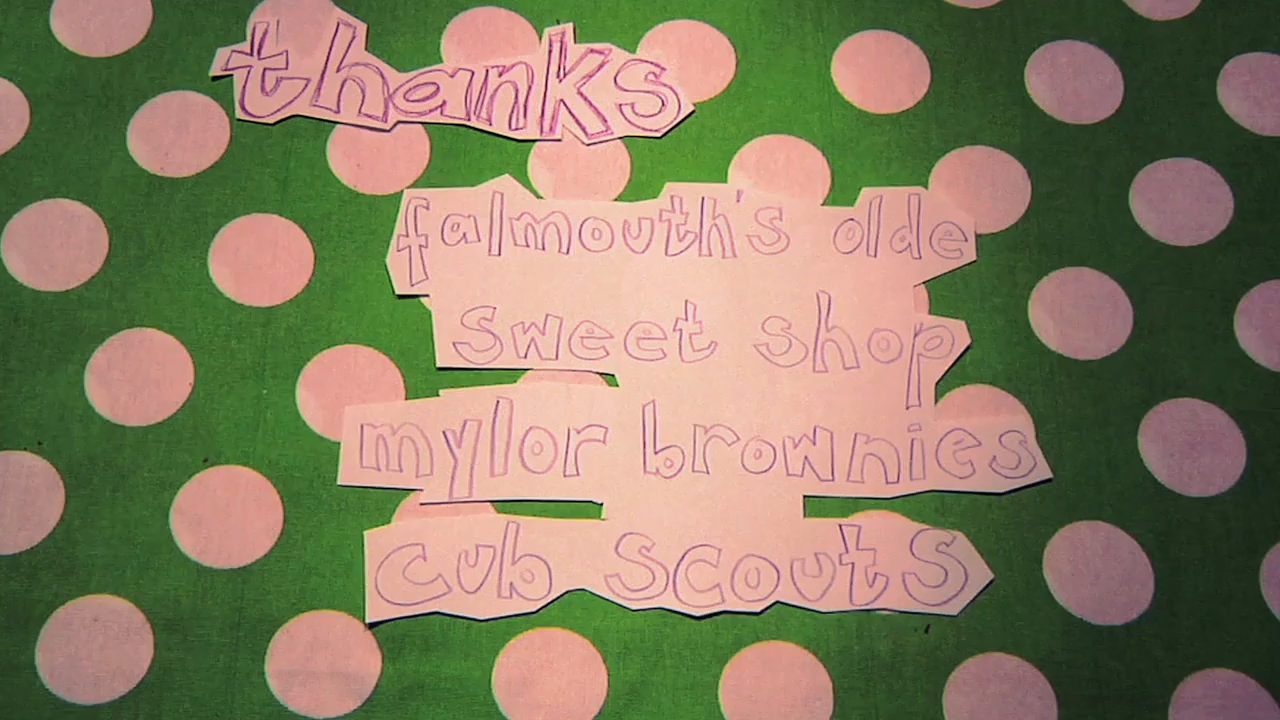 thanks
falmouth's olde
sweet shop
mylor brownies
cub scouts